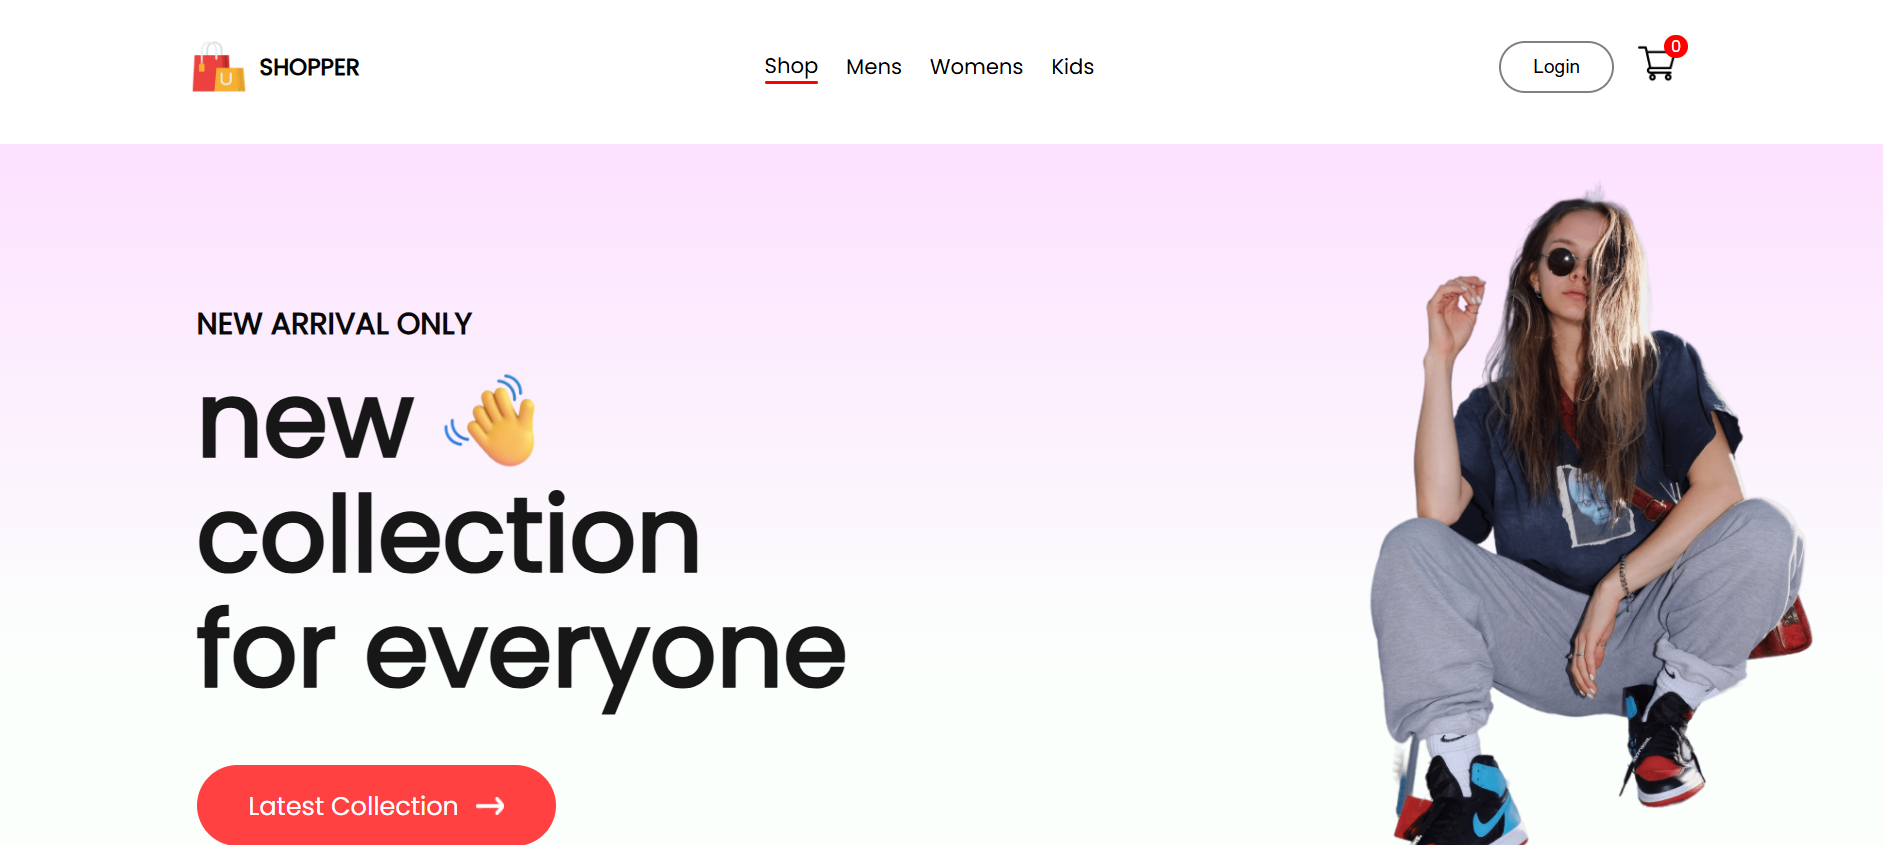 U
SHOPPER
Shop
Mens
Womens
Kids
Login
0
NEW ARRIVAL ONLY
new
collection
for everyone
Latest Collection